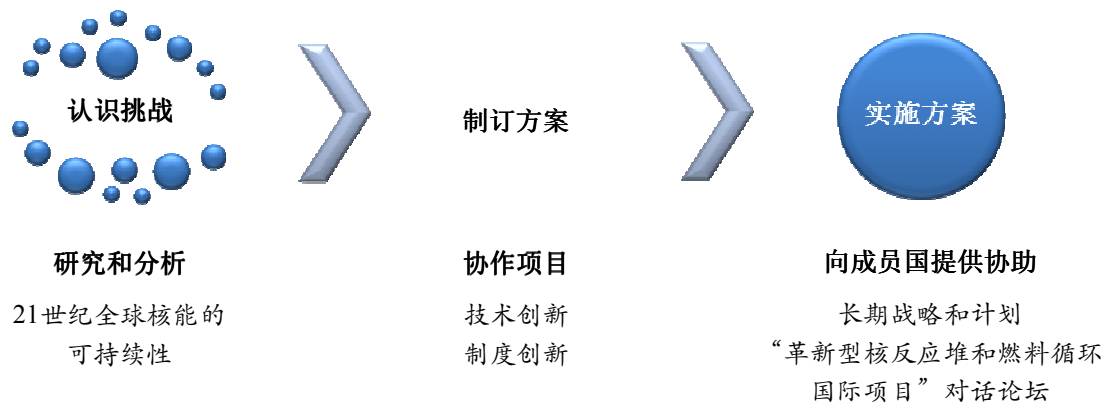 认识挑战
制订方案
实施方案
研究和分析
21世纪全球核能的
可持续性
协作项目
技术创新
制度创新
向成员国提供协助
长期战略和计划
“革新型核反应堆和燃料循环
国际项目”对话论坛